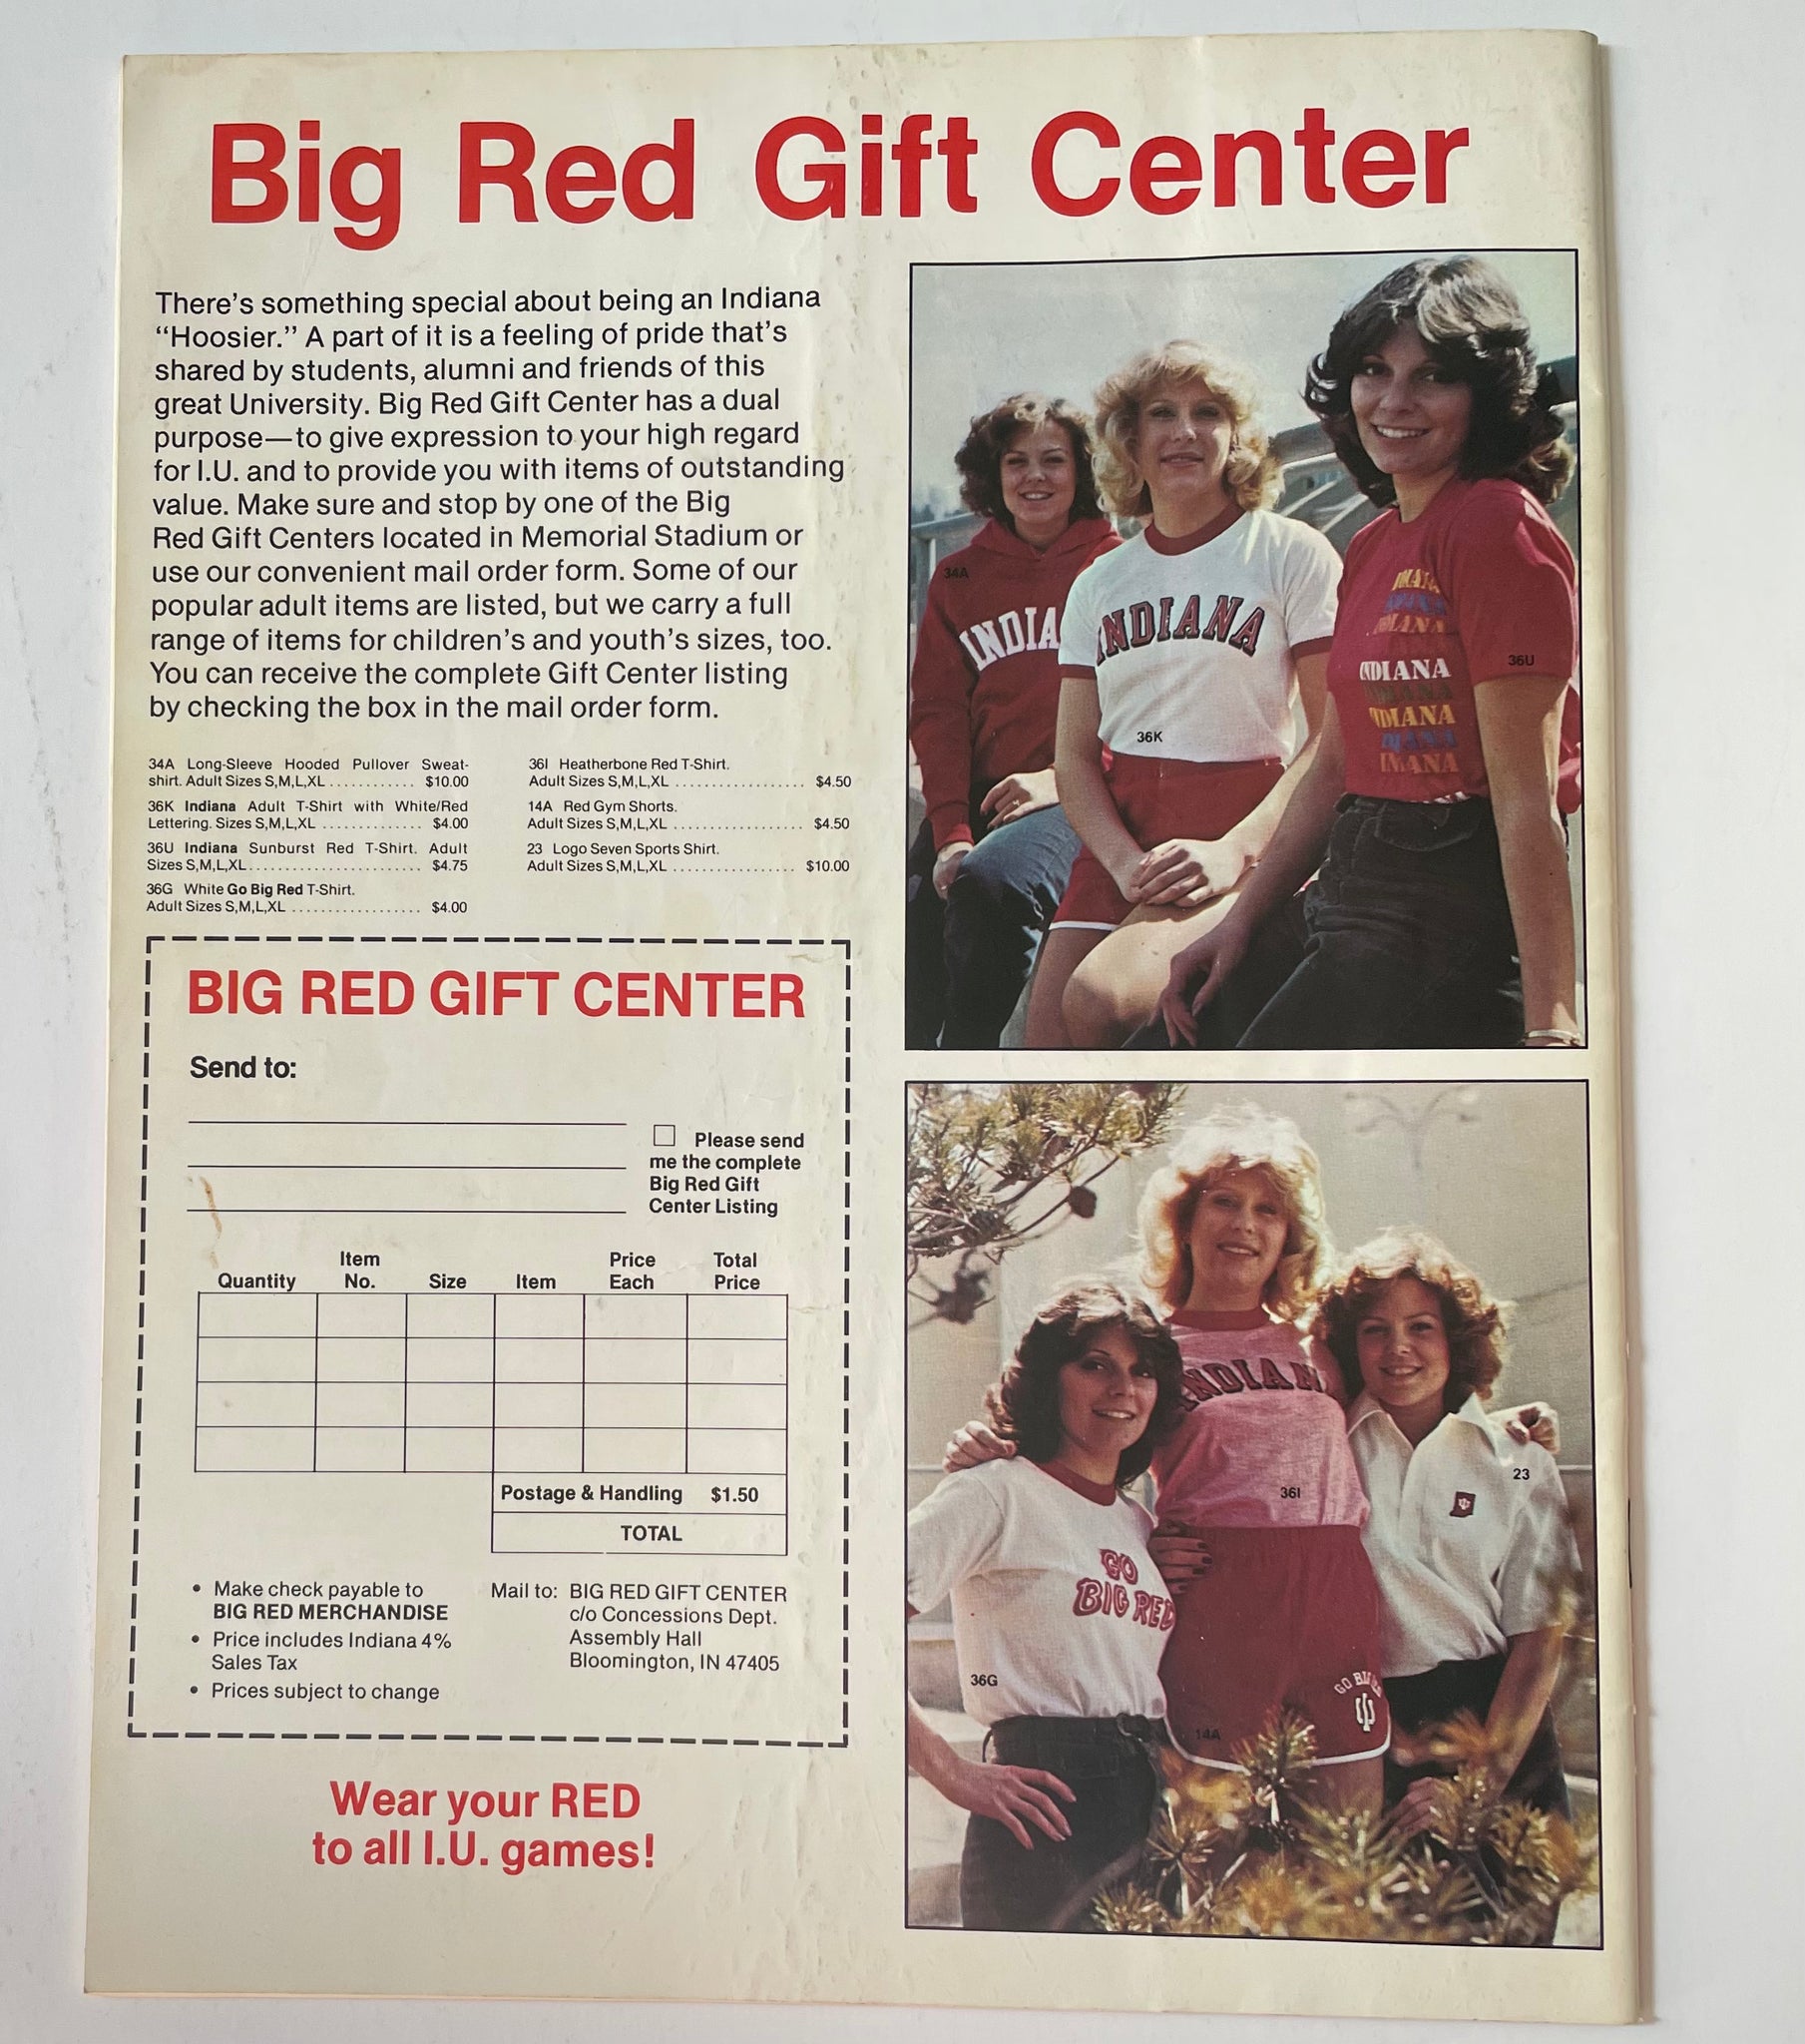 Big Red Gift Center
There's something special about being an Indiana
“Hoosier.” A part of it is a feeling of pride that's
shared by students, alumni and friends of this
great University. Big Red Gift Center has a dual
purpose—to give expression to your high regard
for I.U. and to provide you with items of outstanding
value. Make sure and stop by one of the Big
Red Gift Centers located in Memorial Stadium or
use our convenient mail order form. Some of our
popular adult items are listed, but we carry a full
range of items for children's and youth's sizes, too.
You can receive the complete Gift Center listing
by checking the box in the mail order form.
34A Long-Sleeve Hooded Pullover Sweat-
shirt. Adult Sizes S,M,L,XL ............ $10.00
36K Indiana Adult T-Shirt with White/Red
Lettering. Sizes S,M,L,XL .............. $4.00
36U Indiana Sunburst Red T-Shirt. Adult
Sizes S,M,L,XL........................ $4.75
36G White Go Big Red T-Shirt.
Adult Sizes S,M,L,XL .................. $4.00
36I Heatherbone Red T-Shirt.
Adult Sizes S,M,L,XL .................. $4.50
14A Red Gym Shorts.
Adult Sizes S,M,L,XL .................. $4.50
23 Logo Seven Sports Shirt.
Adult Sizes S,M,L,XL ................. $10.00
BIG RED GIFT CENTER
Send to:
Please send
me the complete
Big Red Gift
Center Listing
Quantity Item No. Size Item Price Each Total Price
Postage & Handling $1.50
TOTAL
• Make check payable to
BIG RED MERCHANDISE
• Price includes Indiana 4%
Sales Tax
• Prices subject to change
Mail to: BIG RED GIFT CENTER
c/o Concessions Dept.
Assembly Hall
Bloomington, IN 47405
Wear your RED
to all I.U. games!
34A
INDIA
INDIANA
36K
36U
INDIANA
INDIANA
INDIAN
36I
23
GO
BIG RED
36G
14A
GO BIG RED
IU